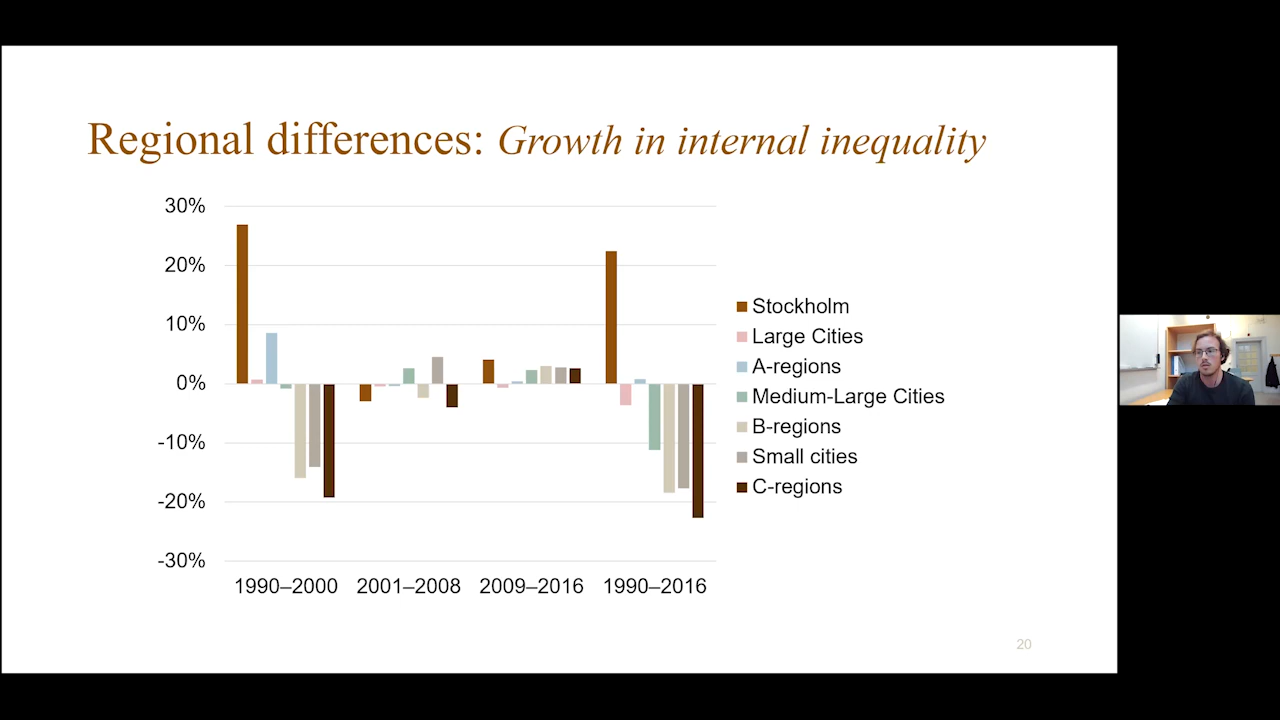 Regional differences: Growth in internal inequality
30%
20%
10%
0%
-10%
-20%
-30%
1990–2000 2001–2008 2009–2016 1990–2016
Stockholm
Large Cities
A-regions
Medium-Large Cities
B-regions
Small cities
C-regions
20